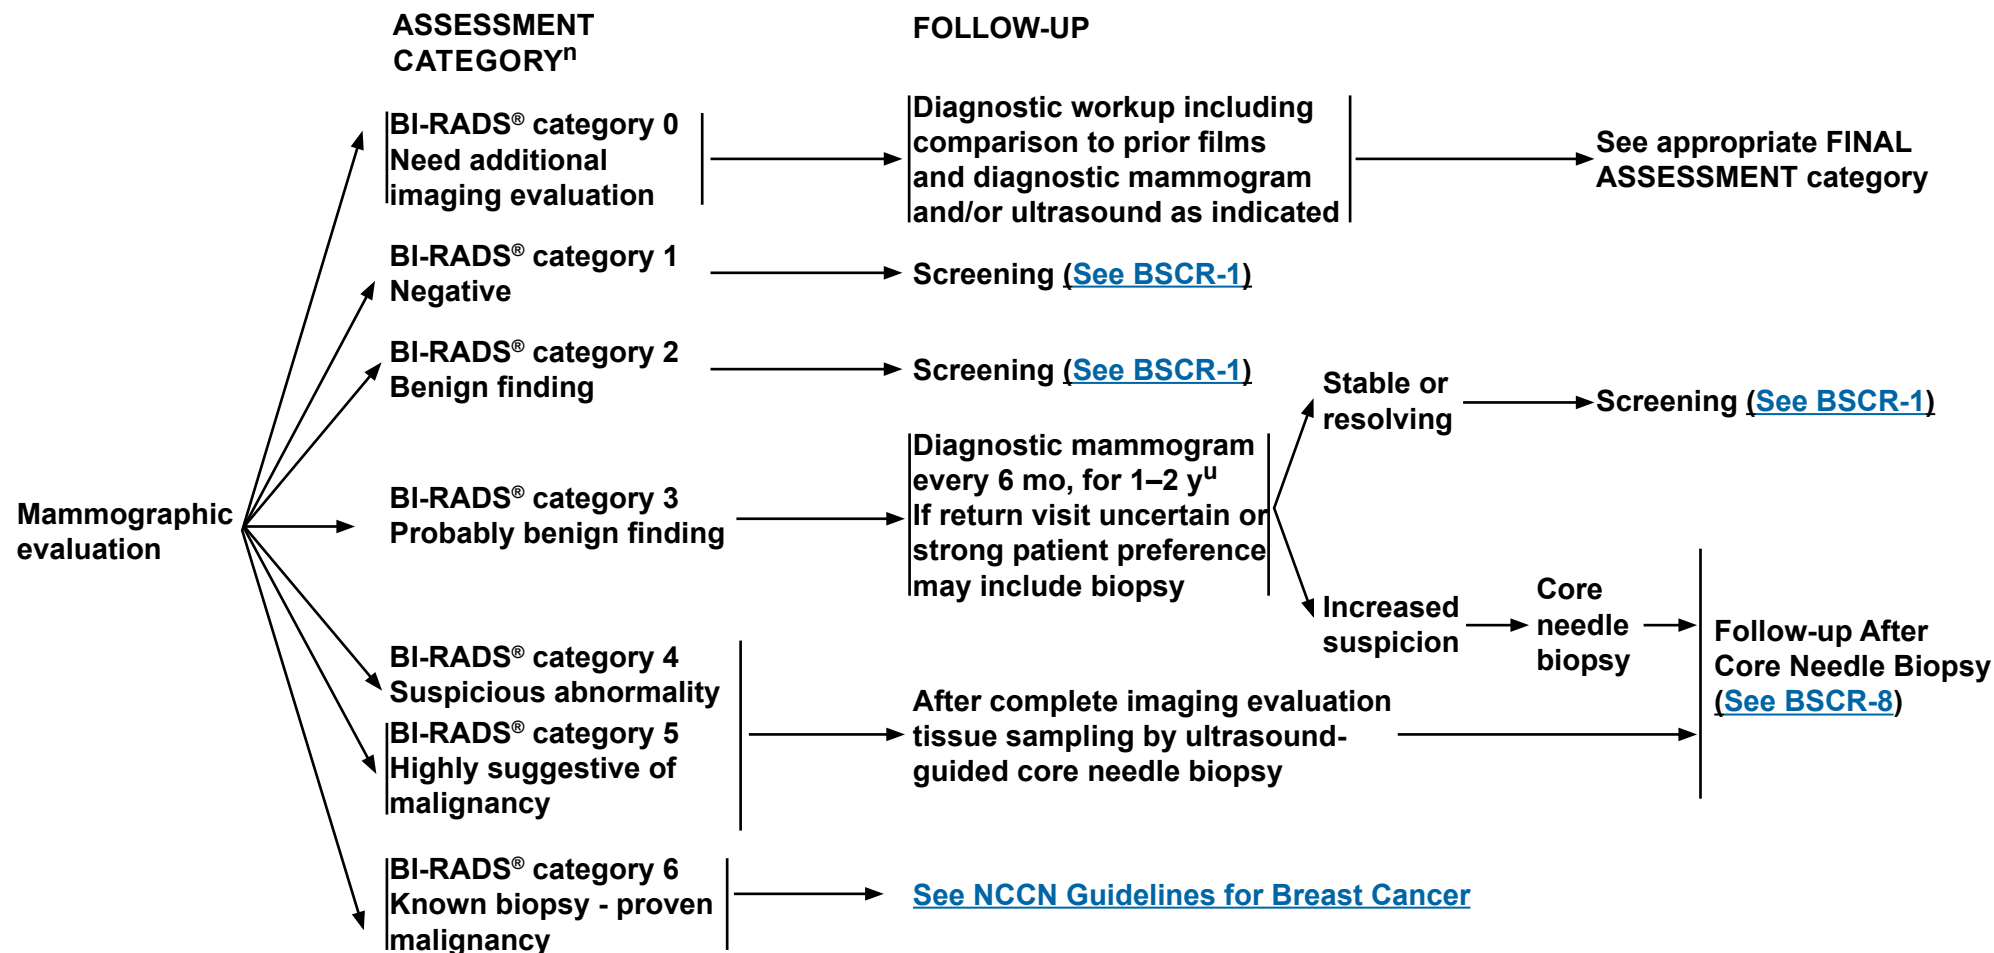 ASSESSMENT
CATEGORYⁿ
FOLLOW-UP
Mammographic
evaluation
BI-RADS® category 0
Need additional
imaging evaluation
Diagnostic workup including
comparison to prior films
and diagnostic mammogram
and/or ultrasound as indicated
See appropriate FINAL
ASSESSMENT category
BI-RADS® category 1
Negative
Screening (See BSCR-1)
BI-RADS® category 2
Benign finding
Screening (See BSCR-1)
BI-RADS® category 3
Probably benign finding
Diagnostic mammogram
every 6 mo, for 1–2 yᵘ
If return visit uncertain or
strong patient preference
may include biopsy
Stable or
resolving
Screening (See BSCR-1)
Increased
suspicion
Core
needle
biopsy
Follow-up After
Core Needle Biopsy
(See BSCR-8)
BI-RADS® category 4
Suspicious abnormality
BI-RADS® category 5
Highly suggestive of
malignancy
After complete imaging evaluation
tissue sampling by ultrasound-
guided core needle biopsy
BI-RADS® category 6
Known biopsy - proven
malignancy
See NCCN Guidelines for Breast Cancer